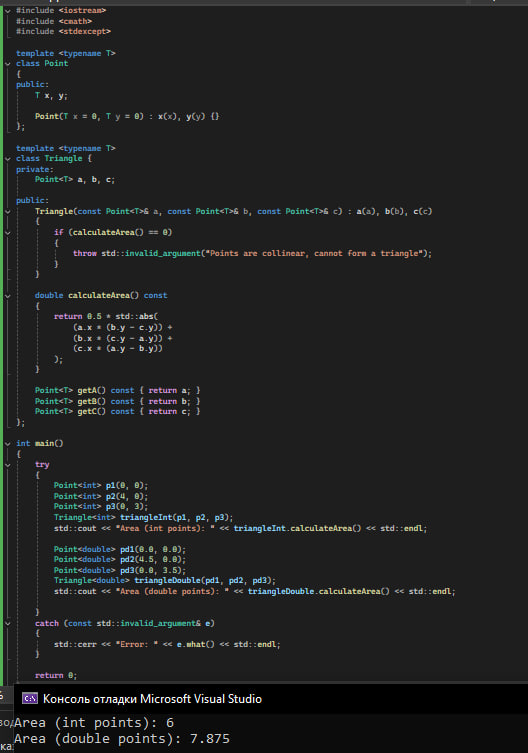 #include <iostream>
#include <cmath>
#include <stdexcept>
template <typename T>
class Point
{
public:
T x, y;
Point(T x = 0, T y = 0) : x(x), y(y) {}
};
template <typename T>
class Triangle {
private:
Point<T> a, b, c;
public:
Triangle(const Point<T>& a, const Point<T>& b, const Point<T>& c) : a(a), b(b), c(c)
{
if (calculateArea() == 0)
{
throw std::invalid_argument("Points are collinear, cannot form a triangle");
}
}
double calculateArea() const
{
return 0.5 * std::abs(
(a.x * (b.y - c.y)) +
(b.x * (c.y - a.y)) +
(c.x * (a.y - b.y))
);
}
Point<T> getA() const { return a; }
Point<T> getB() const { return b; }
Point<T> getC() const { return c; }
};
int main()
{
try
{
Point<int> p1(0, 0);
Point<int> p2(4, 0);
Point<int> p3(0, 3);
Triangle<int> triangleInt(p1, p2, p3);
std::cout << "Area (int points): " << triangleInt.calculateArea() << std::endl;
Point<double> pd1(0.0, 0.0);
Point<double> pd2(4.5, 0.0);
Point<double> pd3(0.0, 3.5);
Triangle<double> triangleDouble(pd1, pd2, pd3);
std::cout << "Area (double points): " << triangleDouble.calculateArea() << std::endl;
}
catch (const std::invalid_argument& e)
{
std::cerr << "Error: " << e.what() << std::endl;
}
return 0;
Консоль отладки Microsoft Visual Studio
Area (int points): 6
Area (double points): 7.875